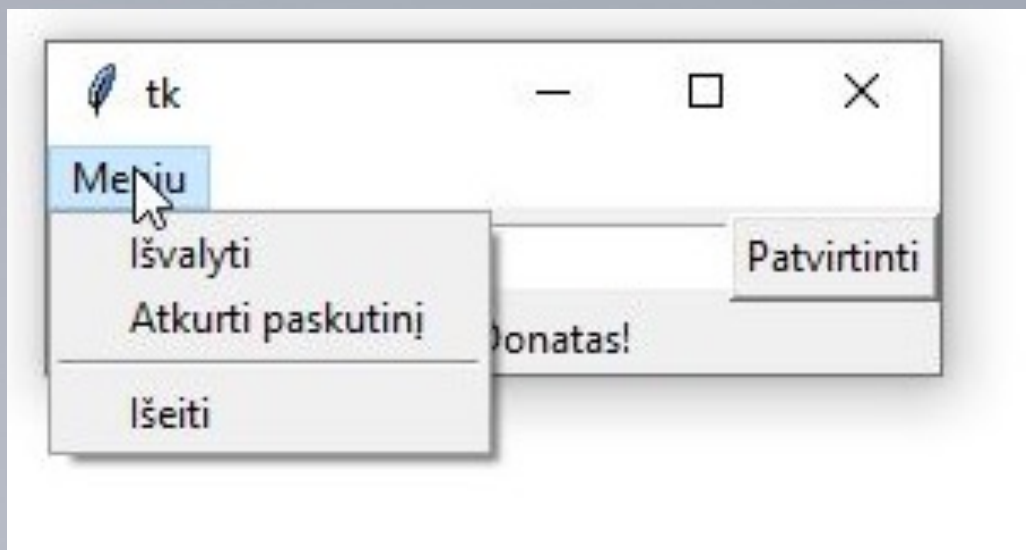 tk
Meniu
Išvalyti
Patvirtinti
Atkurti paskutinį
Donatas!
Išeiti